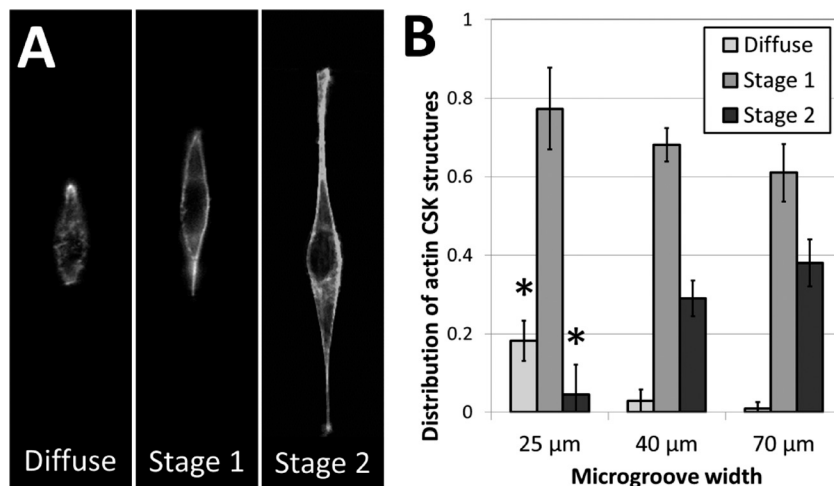 A
Diffuse
Stage 1
Stage 2
B
Distribution of actin CSK structures
1
0.8
0.6
0.4
0.2
0
Diffuse
Stage 1
Stage 2
*
*
25 μm
40 μm
70 μm
Microgroove width